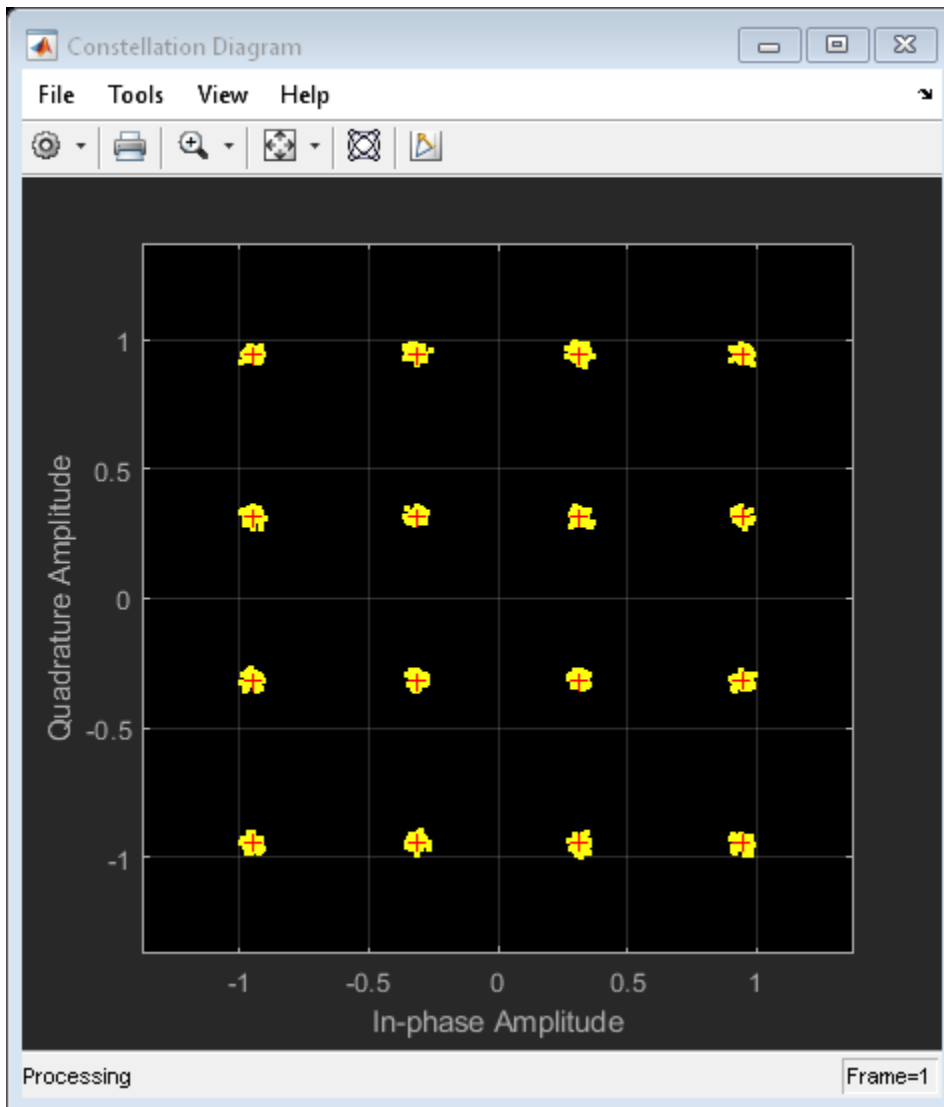 Constellation Diagram
File Tools View Help
1
0.5
0
-0.5
-1
Quadrature Amplitude
-1 -0.5 0 0.5 1
In-phase Amplitude
Processing Frame=1